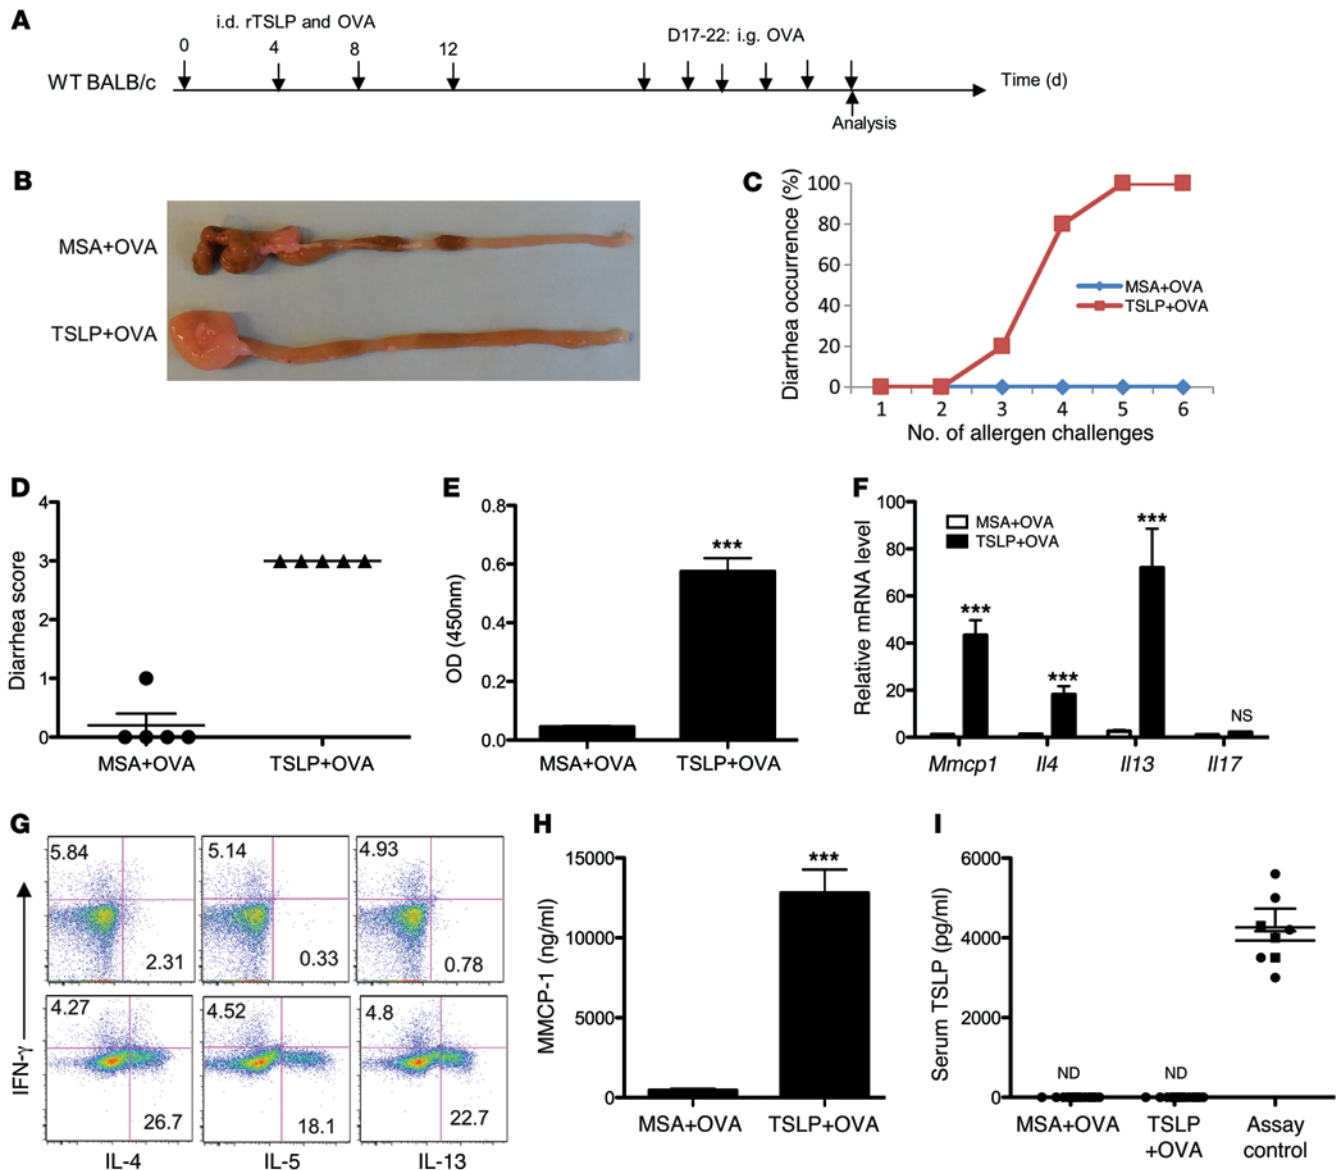 A
i.d. rTSLP and OVA
0 4 8 12
D17-22: i.g. OVA
WT BALB/c
Time (d)
Analysis
B
MSA+OVA
TSLP+OVA
C
Diarrhea occurrence (%)
100
80
60
40
20
0
1 2 3 4 5 6
No. of allergen challenges
MSA+OVA
TSLP+OVA
D
Diarrhea score
4
3
2
1
0
MSA+OVA TSLP+OVA
E
OD (450nm)
0.8
0.6
0.4
0.2
0.0
***
MSA+OVA TSLP+OVA
F
Relative mRNA level
100
80
60
40
20
0
MSA+OVA
TSLP+OVA
***
***
***
NS
Mmcp1 Il4 Il13 Il17
G
5.84 5.14 4.93
2.31 0.33 0.78
4.27 4.52 4.8
26.7 18.1 22.7
IFN-γ
IL-4 IL-5 IL-13
H
MMCP-1 (ng/ml)
15000
10000
5000
0
***
MSA+OVA TSLP+OVA
I
Serum TSLP (pg/ml)
6000
4000
2000
0
ND ND
MSA+OVA
TSLP
+OVA
Assay
control